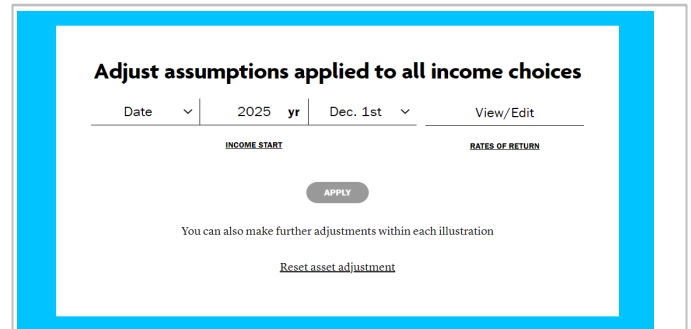 Adjust assumptions applied to all income choices
Date 2025 yr Dec. 1st View/Edit
INCOME START RATES OF RETURN
APPLY
You can also make further adjustments within each illustration
Reset asset adjustment